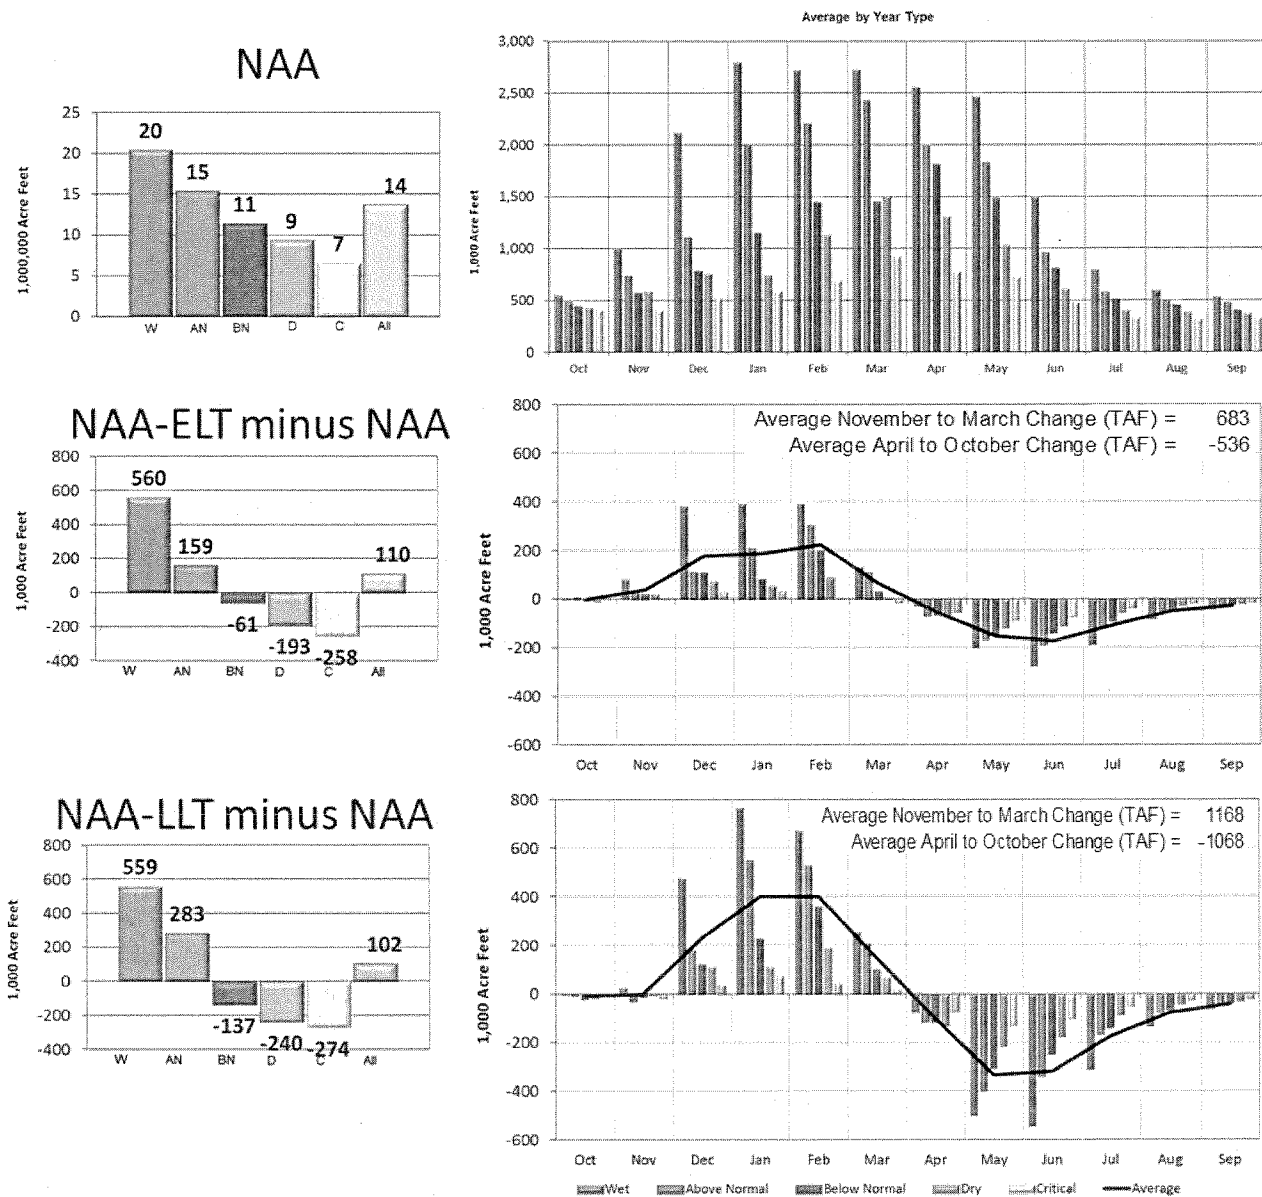 NAA
1,000,000 Acre Feet
25
20
15
10
5
0
20
15
11
9
7
14
W AN BN D C All
Average by Year Type
1,000 Acre Feet
3,000
2,500
2,000
1,500
1,000
500
0
Oct Nov Dec Jan Feb Mar Apr May Jun Jul Aug Sep
NAA-ELT minus NAA
1,000 Acre Feet
800
600
400
200
0
-200
-400
560
159
-61
-193
-258
110
W AN BN D C All
Average November to March Change (TAF) = 683
Average April to October Change (TAF) = -536
1,000 Acre Feet
800
600
400
200
0
-200
-400
-600
Oct Nov Dec Jan Feb Mar Apr May Jun Jul Aug Sep
NAA-LLT minus NAA
1,000 Acre Feet
800
600
400
200
0
-200
-400
559
283
-137
-240
-274
102
W AN BN D C All
Average November to March Change (TAF) = 1168
Average April to October Change (TAF) = -1068
1,000 Acre Feet
800
600
400
200
0
-200
-400
-600
Oct Nov Dec Jan Feb Mar Apr May Jun Jul Aug Sep
Wet Above Normal Below Normal Dry Critical Average